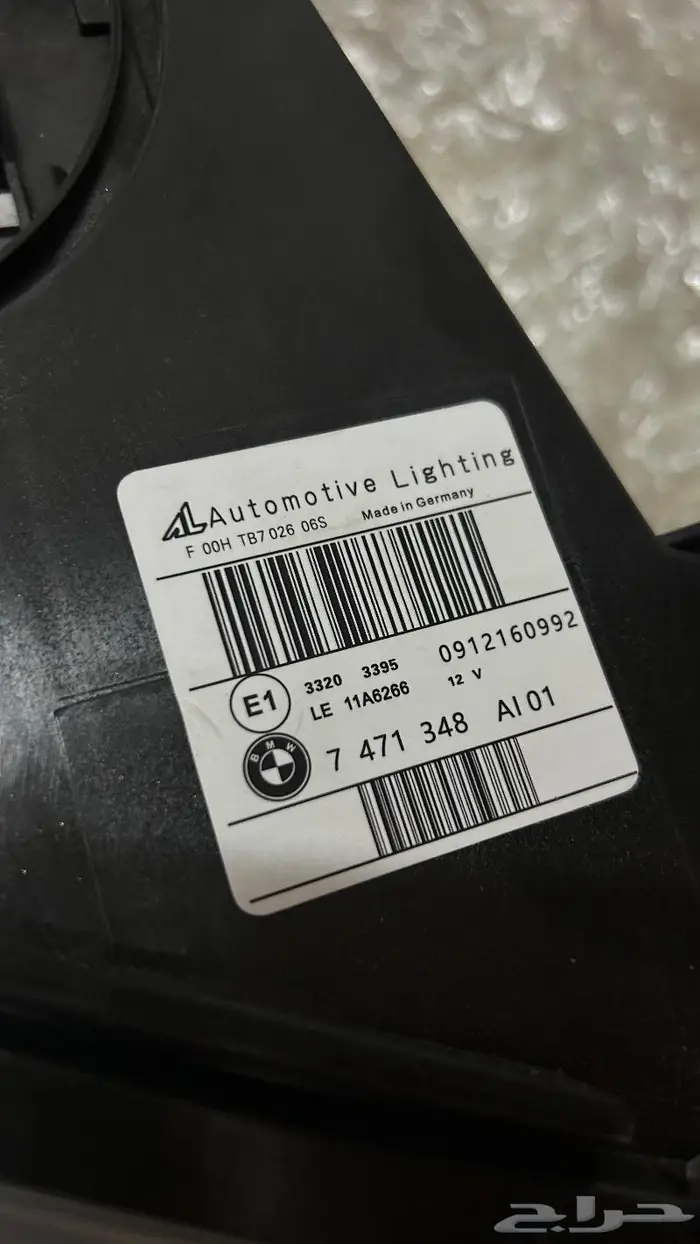 AL Automotive Lighting
F 00H TB7 026 06S Made in Germany
0912160992
E1 3320 3395
LE 11A6266 12 V
BMW 7 471 348 AI 01
حراج